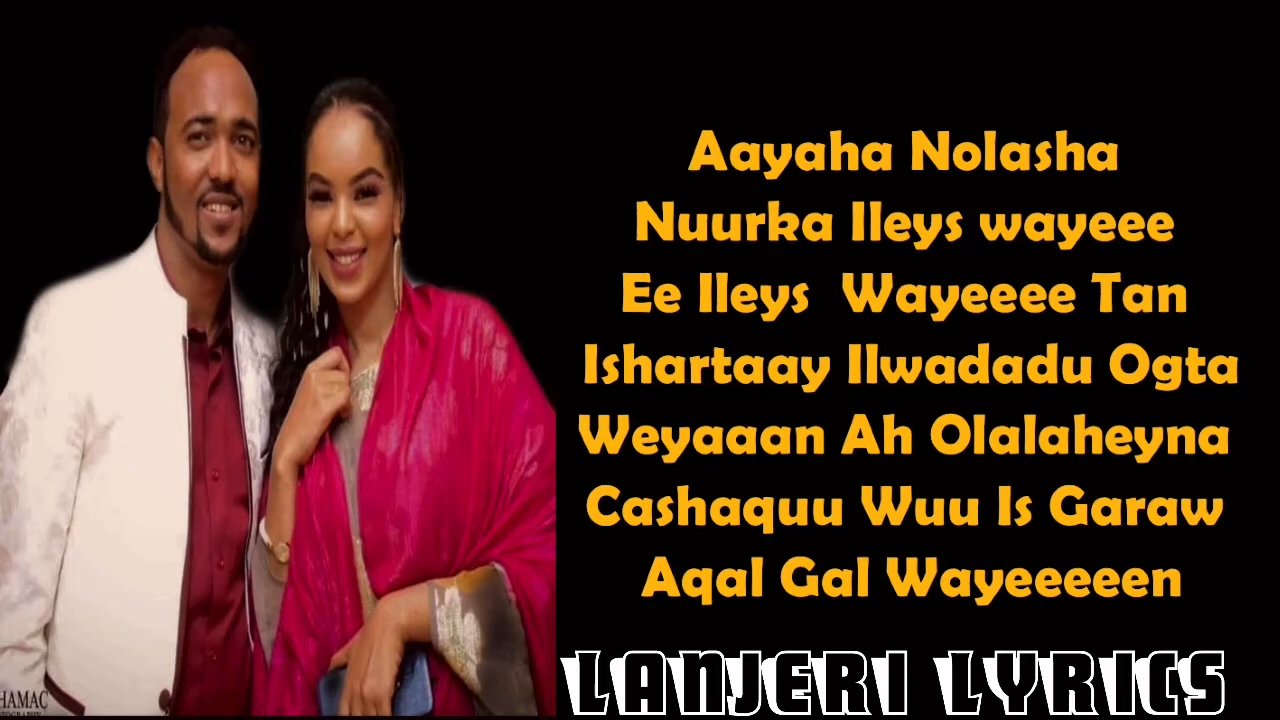 Aayaha Nolasha
Nuurka Ileys wayeee
Ee Ileys Wayeeee Tan
Ishartaay Ilwadadu Ogta
Weyaaan Ah Olalaheyna
Cashaquu Wuu Is Garaw
Aqal Gal Wayeeeeen
LANJERI LYRICS
HAMAC